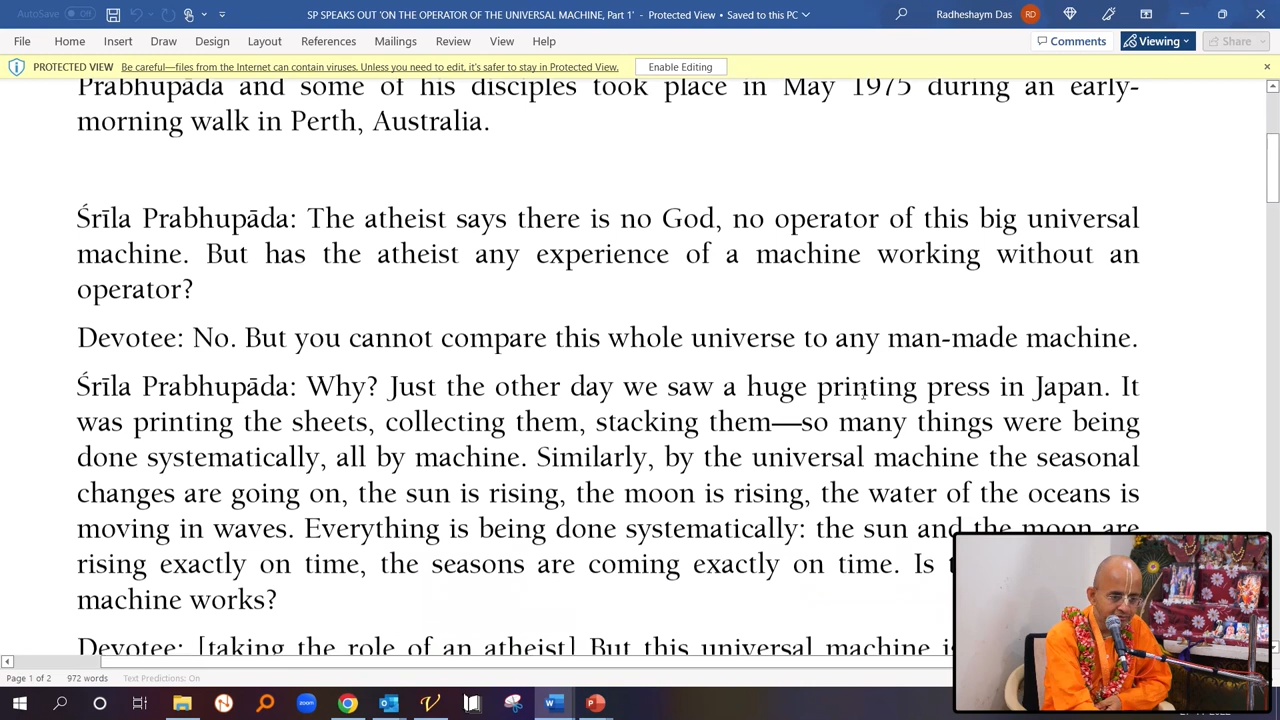 AutoSave Off
SP SPEAKS OUT 'ON THE OPERATOR OF THE UNIVERSAL MACHINE, Part 1' - Protected View • Saved to this PC
Radheshaym Das RD
File Home Insert Draw Design Layout References Mailings Review View Help Comments Viewing Share
PROTECTED VIEW Be careful—files from the Internet can contain viruses. Unless you need to edit, it's safer to stay in Protected View. Enable Editing
Prabhupāda and some of his disciples took place in May 1975 during an early-
morning walk in Perth, Australia.
Śrīla Prabhupāda: The atheist says there is no God, no operator of this big universal
machine. But has the atheist any experience of a machine working without an
operator?
Devotee: No. But you cannot compare this whole universe to any man-made machine.
Śrīla Prabhupāda: Why? Just the other day we saw a huge printing press in Japan. It
was printing the sheets, collecting them, stacking them—so many things were being
done systematically, all by machine. Similarly, by the universal machine the seasonal
changes are going on, the sun is rising, the moon is rising, the water of the oceans is
moving in waves. Everything is being done systematically: the sun and the moon are
rising exactly on time, the seasons are coming exactly on time. Is
machine works?
Devotee: [taking the role of an atheist] But this universal machine
Page 1 of 2 972 words Text Predictions: On